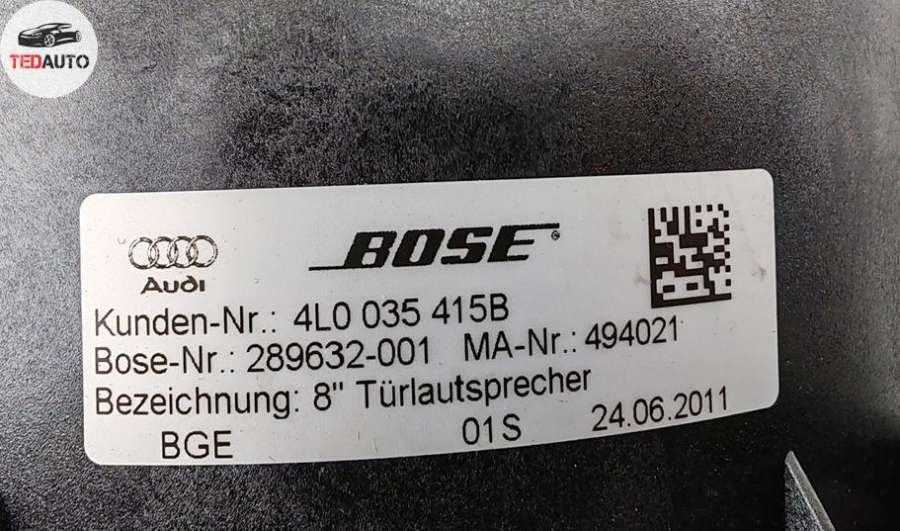 TEDAUTO
BOSE®
Audi
Kunden-Nr.: 4L0 035 415B
Bose-Nr.: 289632-001 MA-Nr.: 494021
Bezeichnung: 8" Türlautsprecher
BGE 01S 24.06.2011